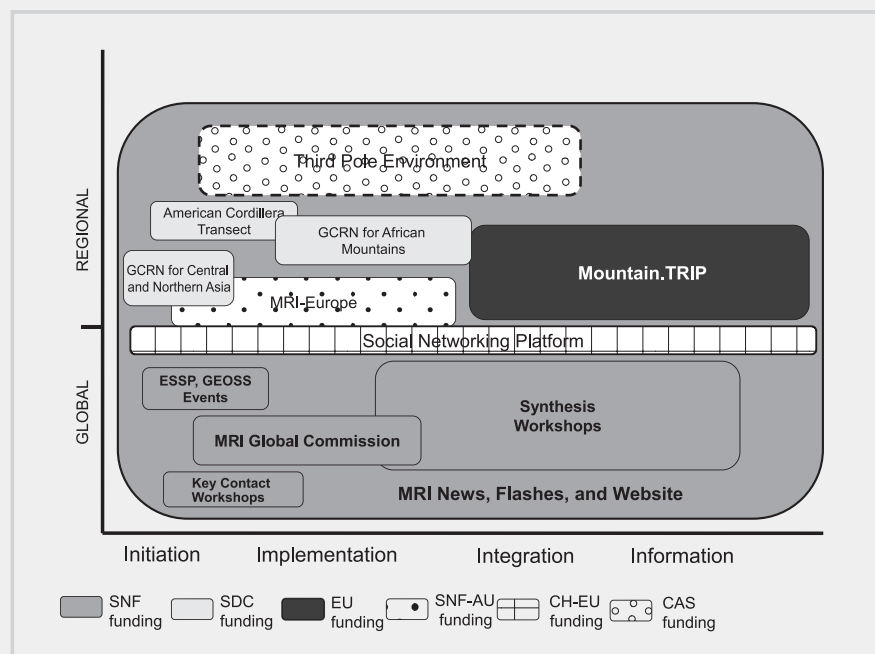 REGIONAL
GLOBAL
Third Pole Environment
American Cordillera
Transect
GCRN for African
Mountains
GCRN for Central
and Northern Asia
MRI-Europe
Mountain.TRIP
Social Networking Platform
ESSP, GEOSS
Events
Synthesis
Workshops
MRI Global Commission
Key Contact
Workshops
MRI News, Flashes, and Website
Initiation Implementation Integration Information
SNF
funding
SDC
funding
EU
funding
SNF-AU
funding
CH-EU
funding
CAS
funding